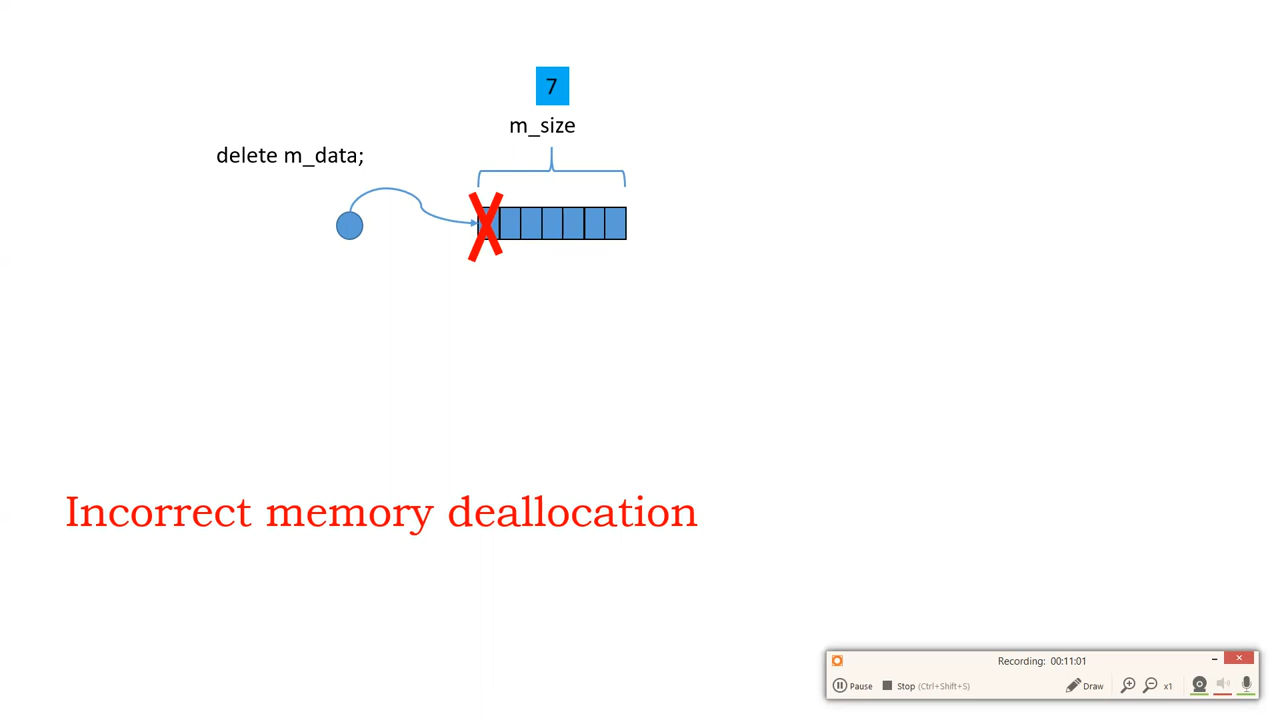 7
m_size
delete m_data;
Incorrect memory deallocation
Recording: 00:11:01
Pause Stop (Ctrl+Shift+S) Draw x1